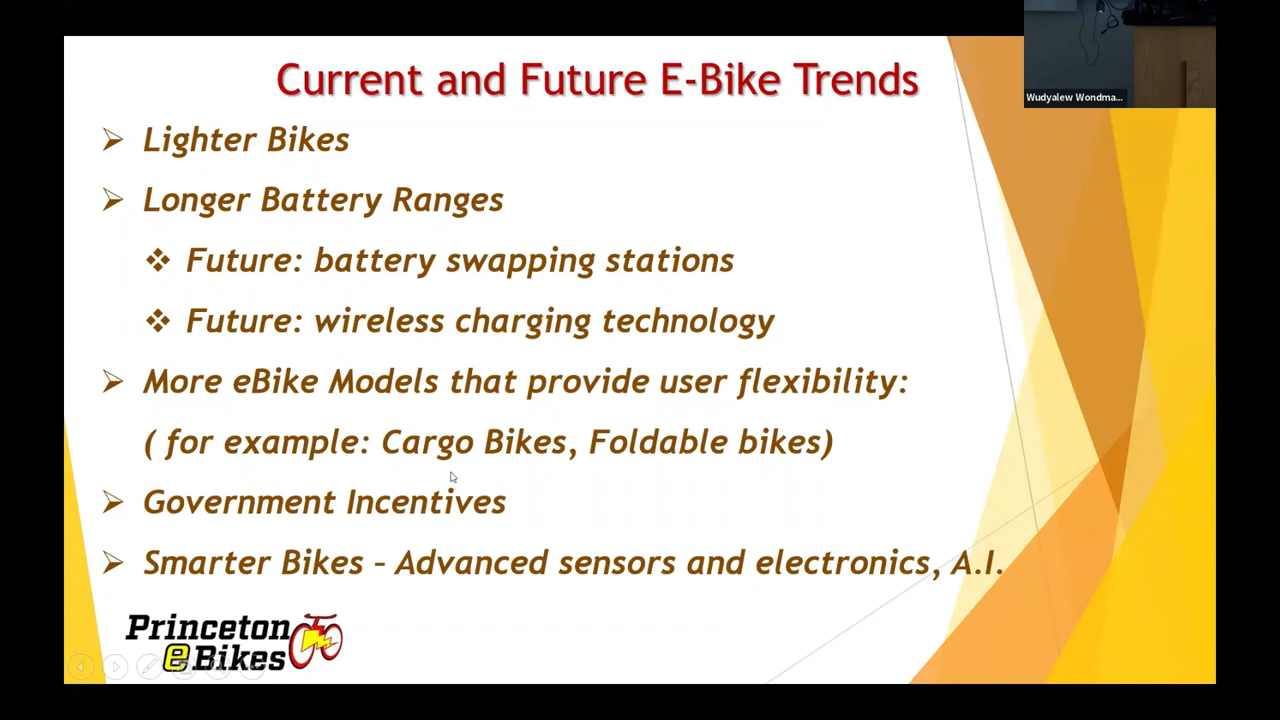 Current and Future E-Bike Trends
Wudyalew Wondma...
➢ Lighter Bikes
➢ Longer Battery Ranges
❖ Future: battery swapping stations
❖ Future: wireless charging technology
➢ More eBike Models that provide user flexibility:
( for example: Cargo Bikes, Foldable bikes)
➢ Government Incentives
➢ Smarter Bikes – Advanced sensors and electronics, A.I.
Princeton
eBikes